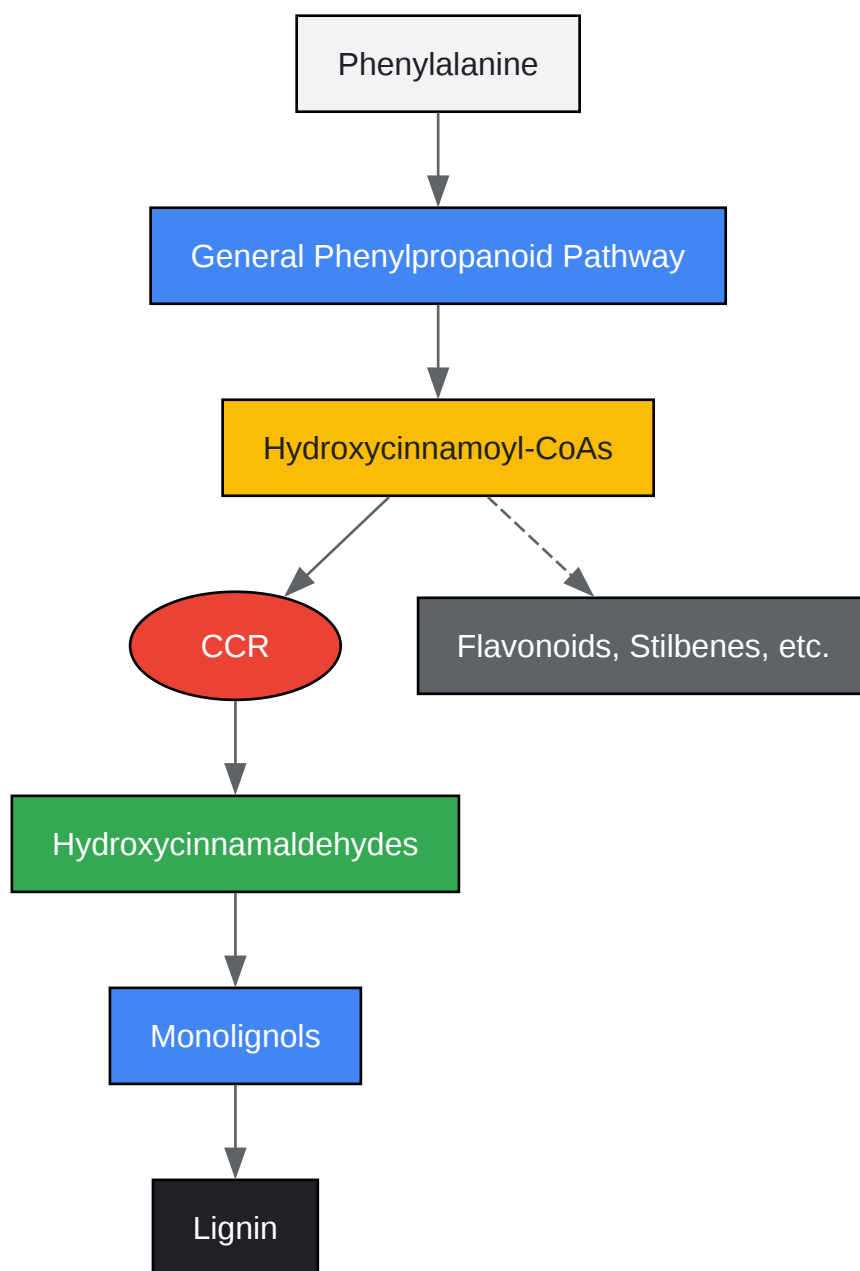 Phenylalanine
General Phenylpropanoid Pathway
Hydroxycinnamoyl-CoAs
CCR
Flavonoids, Stilbenes, etc.
Hydroxycinnamaldehydes
Monolignols
Lignin